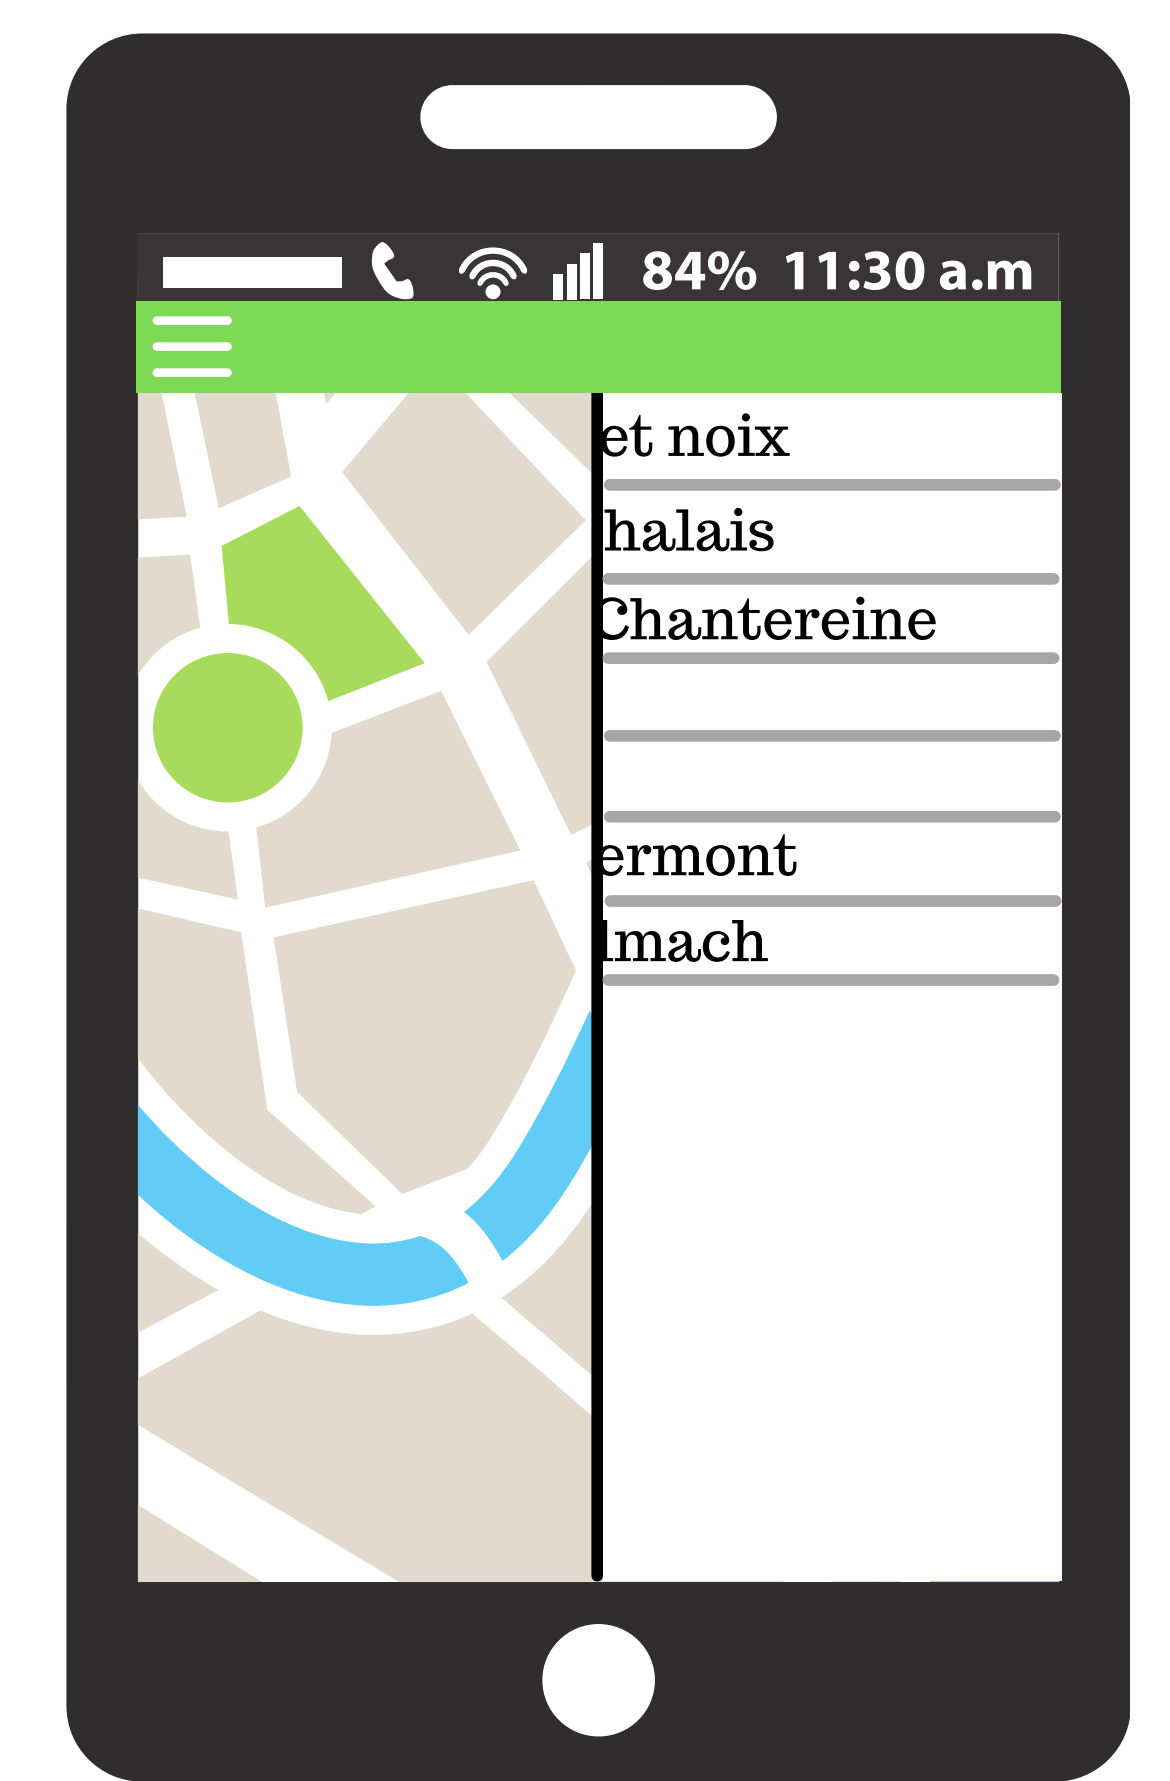 84% 11:30 a.m
et noix
halais
Chantereine
ermont
lmach